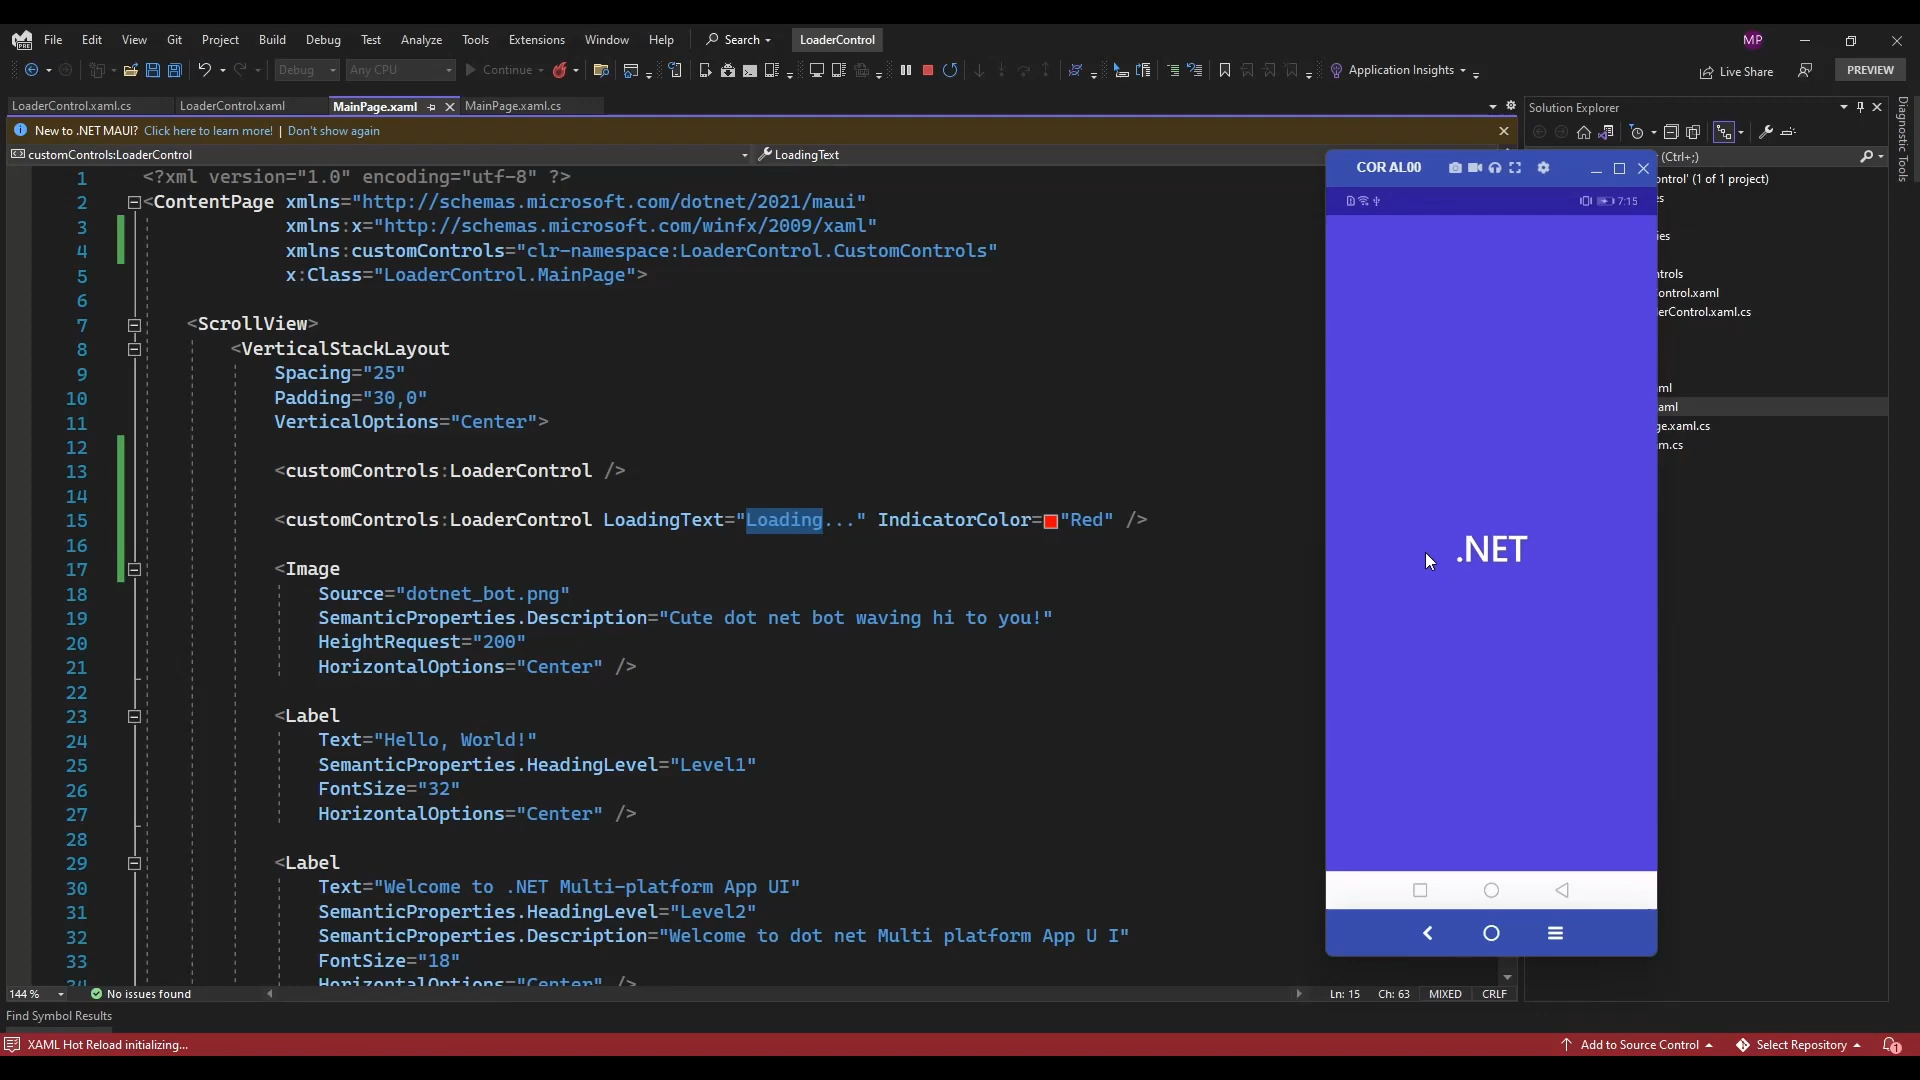 File Edit View Git Project Build Debug Test Analyze Tools Extensions Window Help Search LoaderControl MP
Debug Any CPU Continue Application Insights Live Share PREVIEW
LoaderControl.xaml.cs LoaderControl.xaml MainPage.xaml MainPage.xaml.cs
Solution Explorer
Diagnostic Tools
New to .NET MAUI? Click here to learn more! | Don't show again
customControls:LoaderControl LoadingText
(Ctrl+;)
1 <?xml version="1.0" encoding="utf-8" ?>
2 <ContentPage xmlns="http://schemas.microsoft.com/dotnet/2021/maui"
3 xmlns:x="http://schemas.microsoft.com/winfx/2009/xaml"
4 xmlns:customControls="clr-namespace:LoaderControl.CustomControls"
5 x:Class="LoaderControl.MainPage">
6
7 <ScrollView>
8 <VerticalStackLayout
9 Spacing="25"
10 Padding="30,0"
11 VerticalOptions="Center">
12
13 <customControls:LoaderControl />
14
15 <customControls:LoaderControl LoadingText="Loading..." IndicatorColor="Red" />
16
17 <Image
18 Source="dotnet_bot.png"
19 SemanticProperties.Description="Cute dot net bot waving hi to you!"
20 HeightRequest="200"
21 HorizontalOptions="Center" />
22
23 <Label
24 Text="Hello, World!"
25 SemanticProperties.HeadingLevel="Level1"
26 FontSize="32"
27 HorizontalOptions="Center" />
28
29 <Label
30 Text="Welcome to .NET Multi-platform App UI"
31 SemanticProperties.HeadingLevel="Level2"
32 SemanticProperties.Description="Welcome to dot net Multi platform App U I"
33 FontSize="18"
34 HorizontalOptions="Center" />
COR AL00
7:15
.NET
ontrol' (1 of 1 project)
es
ies
ntrols
ontrol.xaml
erControl.xaml.cs
ml
aml
ge.xaml.cs
m.cs
144 % No issues found Ln: 15 Ch: 63 MIXED CRLF
Find Symbol Results
XAML Hot Reload initializing... Add to Source Control Select Repository 1